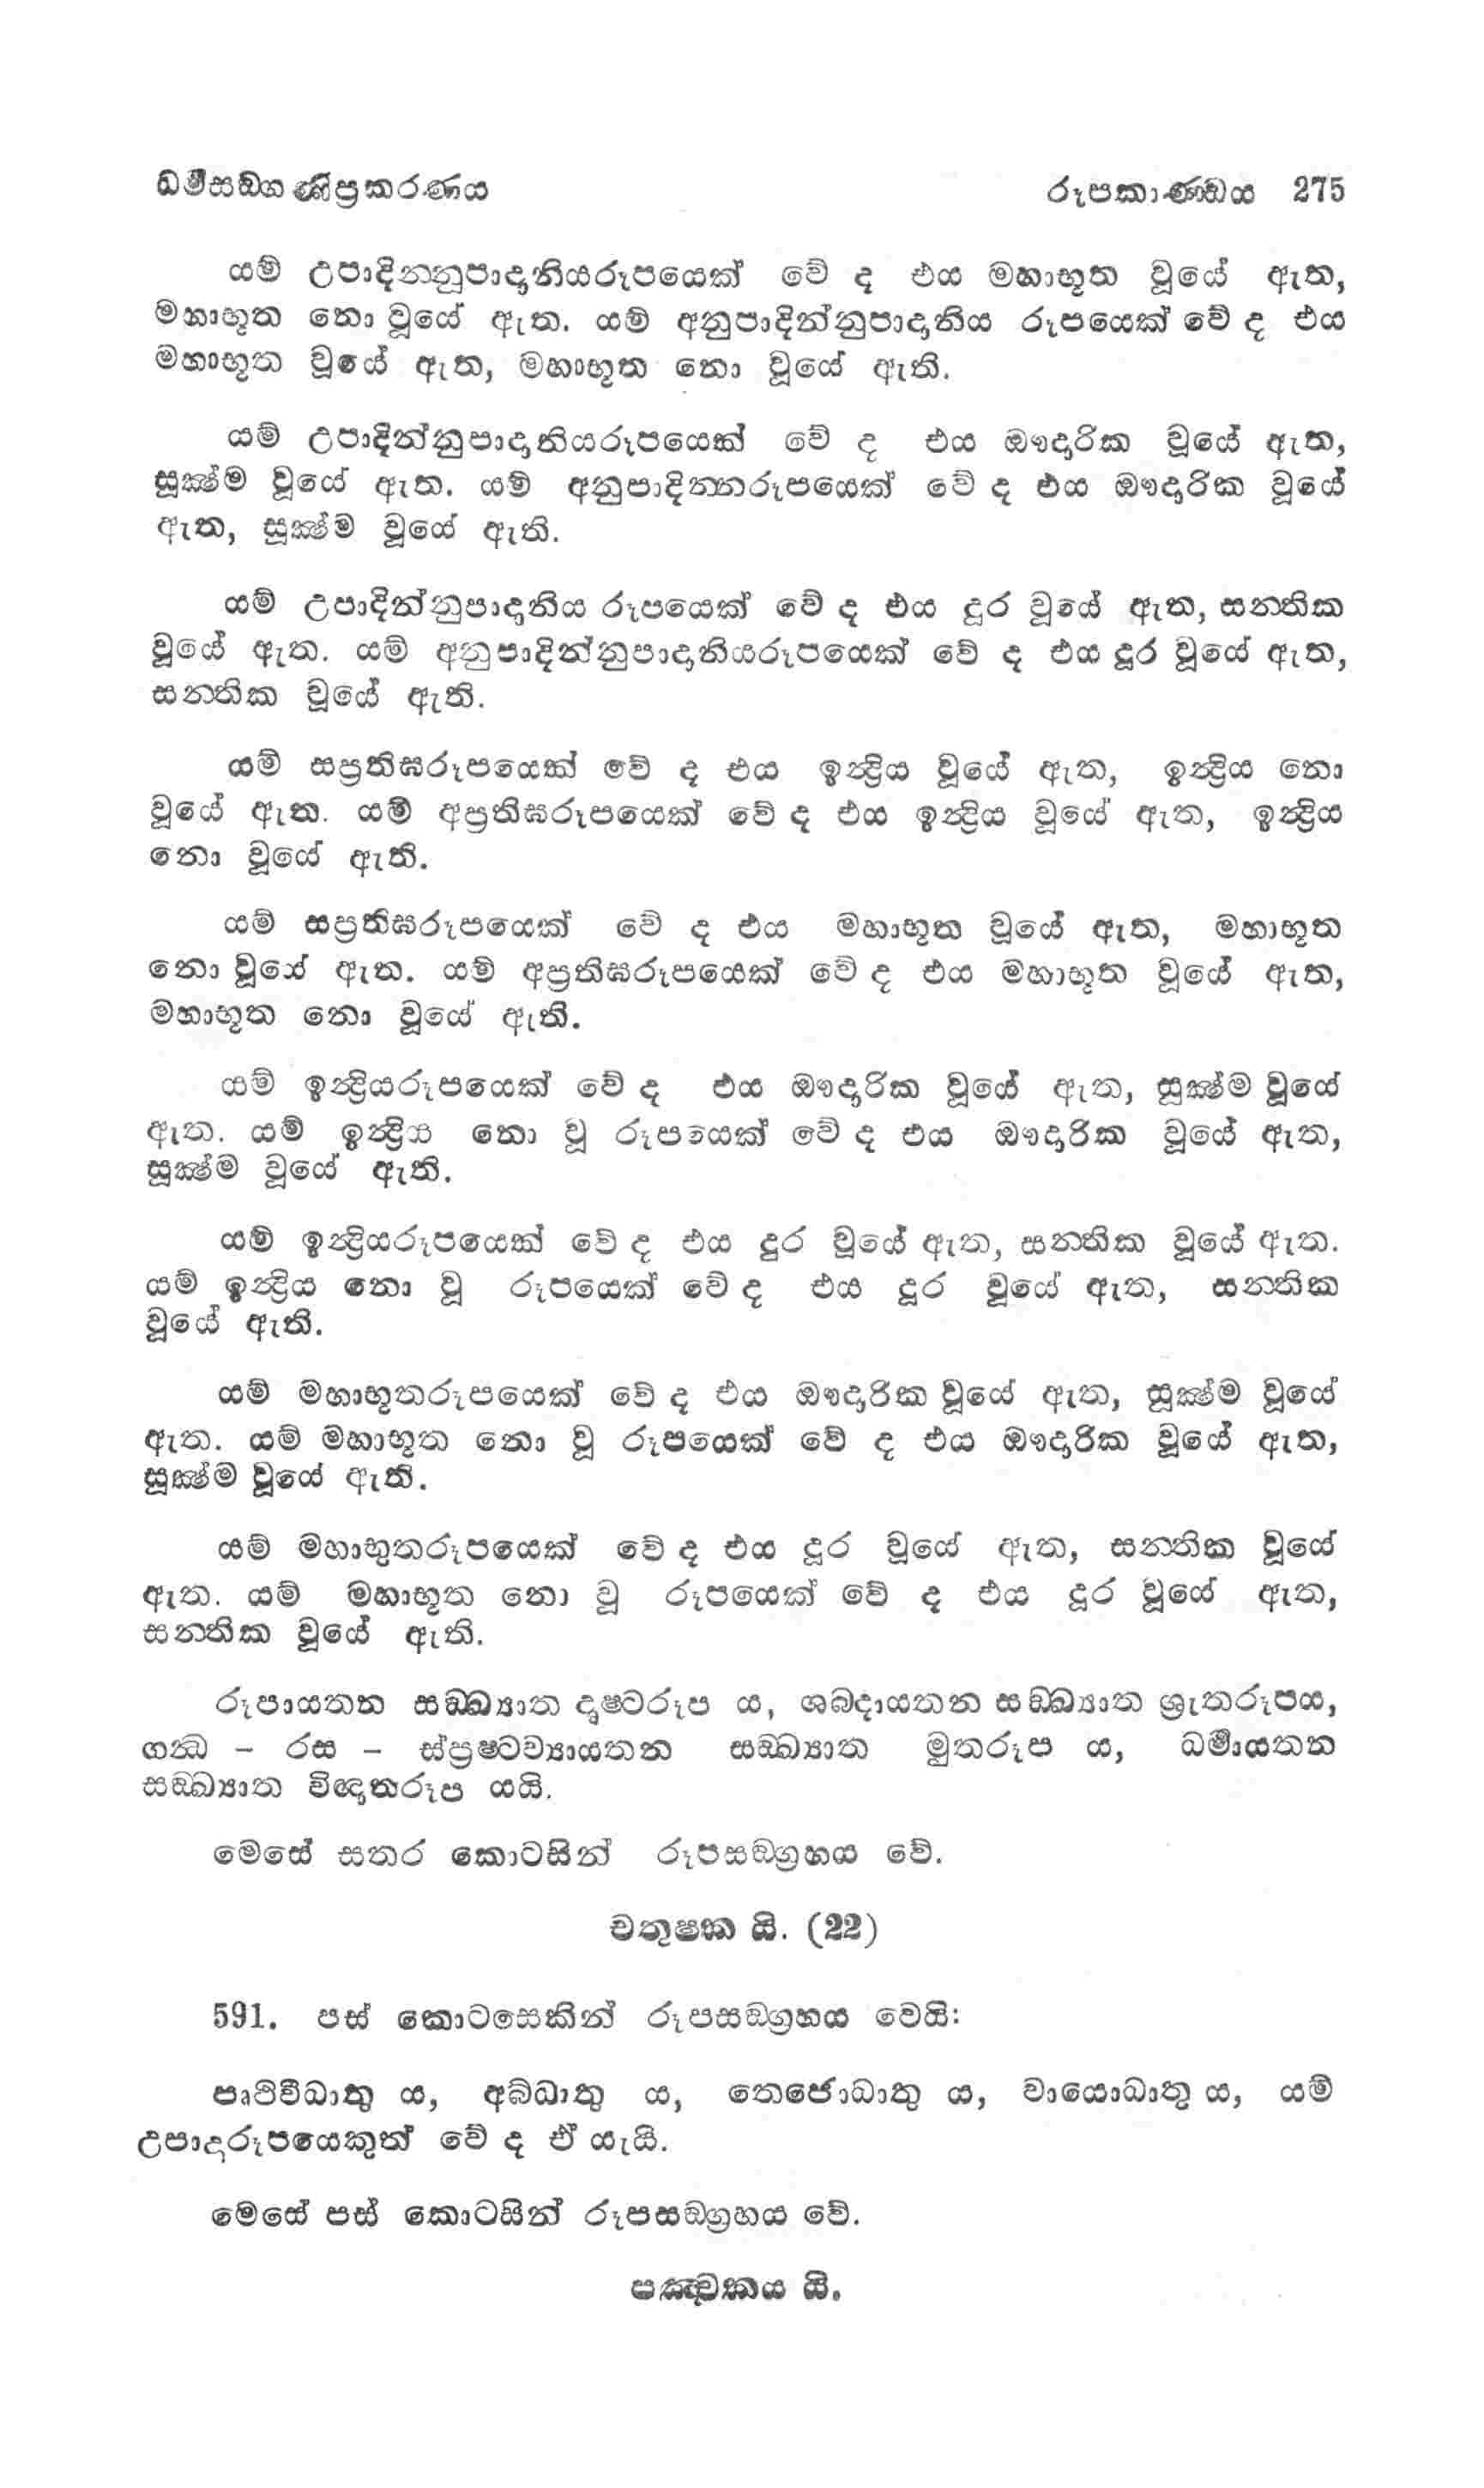 ධම්මසඞ්ගණිප්‍රකරණය රූපකාණ්ඩය 275
යම් උපාදින්නුපාදානියරූපයෙක් වේ ද එය මහාභූත වූයේ ඇත,
මහාභූත නො වූයේ ඇත. යම් අනුපාදින්නුපාදානිය රූපයෙක් වේ ද එය
මහාභූත වූයේ ඇත, මහාභූත නො වූයේ ඇති.
යම් උපාදින්නුපාදානියරූපයෙක් වේ ද එය ඖදාරික වූයේ ඇත,
සූක්ෂ්ම වූයේ ඇත. යම් අනුපාදින්නරූපයෙක් වේ ද එය ඖදාරික වූයේ
ඇත, සූක්ෂ්ම වූයේ ඇති.
යම් උපාදින්නුපාදානිය රූපයෙක් වේ ද එය දූර වූයේ ඇත, සන්තික
වූයේ ඇත. යම් අනුපාදින්නුපාදානියරූපයෙක් වේ ද එය දූර වූයේ ඇත,
සන්තික වූයේ ඇති.
යම් සප්‍රතිඝරූපයෙක් වේ ද එය ඉන්ද්‍රිය වූයේ ඇත, ඉන්ද්‍රිය නො
වූයේ ඇත. යම් අප්‍රතිඝරූපයෙක් වේ ද එය ඉන්ද්‍රිය වූයේ ඇත, ඉන්ද්‍රිය
නො වූයේ ඇති.
යම් සප්‍රතිඝරූපයෙක් වේ ද එය මහාභූත වූයේ ඇත, මහාභූත
නො වූයේ ඇත. යම් අප්‍රතිඝරූපයෙක් වේ ද එය මහාභූත වූයේ ඇත,
මහාභූත නො වූයේ ඇති.
යම් ඉන්ද්‍රියරූපයෙක් වේ ද එය ඖදාරික වූයේ ඇත, සූක්ෂ්ම වූයේ
ඇත. යම් ඉන්ද්‍රිය නො වූ රූපයෙක් වේ ද එය ඖදාරික වූයේ ඇත,
සූක්ෂ්ම වූයේ ඇති.
යම් ඉන්ද්‍රියරූපයෙක් වේ ද එය දුර වූයේ ඇත, සන්තික වූයේ ඇත.
යම් ඉන්ද්‍රිය නො වූ රූපයෙක් වේ ද එය දූර වූයේ ඇත, සන්තික
වූයේ ඇති.
යම් මහාභූතරූපයෙක් වේ ද එය ඖදාරික වූයේ ඇත, සූක්ෂ්ම වූයේ
ඇත. යම් මහාභූත නො වූ රූපයෙක් වේ ද එය ඖදාරික වූයේ ඇත,
සූක්ෂ්ම වූයේ ඇති.
යම් මහාභුතරූපයෙක් වේ ද එය දූර වූයේ ඇත, සන්තික වූයේ
ඇත. යම් මහාභූත නො වූ රූපයෙක් වේ ද එය දූර වූයේ ඇත,
සන්තික වූයේ ඇති.
රූපායතන සඞ්ඛ්‍යාත දෘෂ්ටරූප ය, ශබ්දායතන සඞ්ඛ්‍යාත ශ්‍රැතරූපය,
ගන්ධ – රස – ස්ප්‍රෂ්ටව්‍යායතන සඞ්ඛ්‍යාත මුතරූප ය, ධර්‍මායතන
සඞ්ඛ්‍යාත විඥාතරූප යයි.
මෙසේ සතර කොටසින් රූපසඞ්ග්‍රහය වේ.
චතුෂ්ක යි. (22)
591. පස් කොටසෙකින් රූපසඞ්ග්‍රහය වෙයි:
පෘථිවීධාතු ය, අබ්ධාතු ය, තෙජොධාතු ය, වායොධාතු ය, යම්
උපාදාරූපයෙකුත් වේ ද ඒ යැයි.
මෙසේ පස් කොටසින් රූපසඞ්ග්‍රහය වේ.
පඤ්චකය යි.